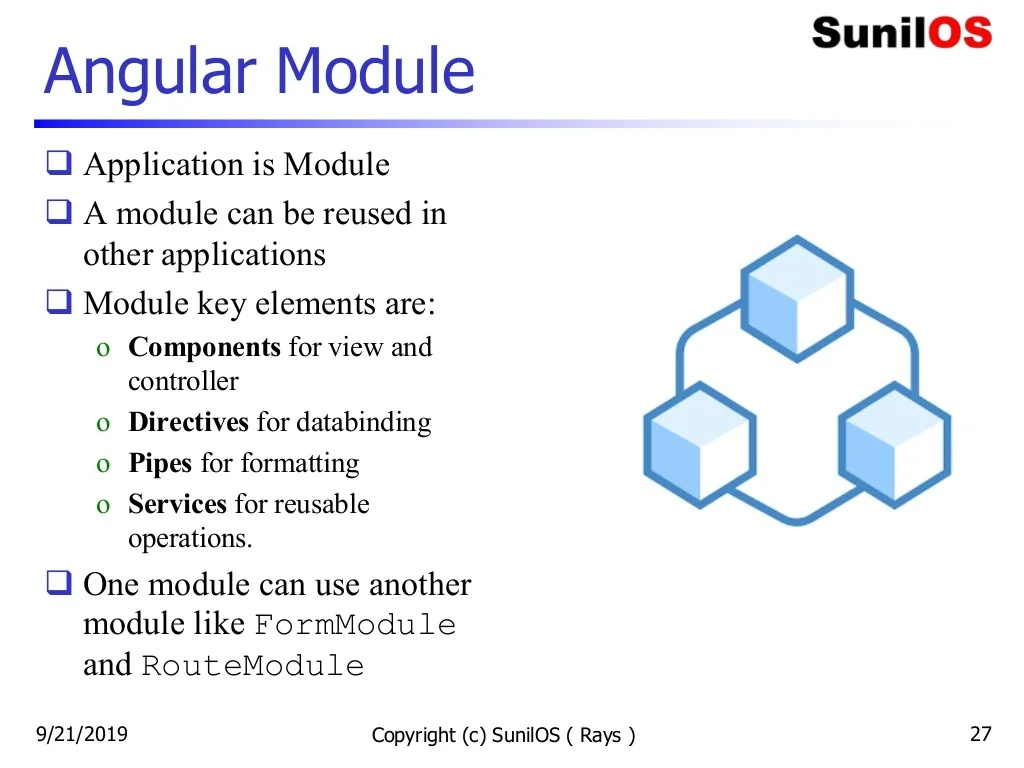 SunilOS
Angular Module
❑ Application is Module
❑ A module can be reused in
other applications
❑ Module key elements are:
o Components for view and
controller
o Directives for databinding
o Pipes for formatting
o Services for reusable
operations.
❑ One module can use another
module like FormModule
and RouteModule
9/21/2019
Copyright (c) SunilOS ( Rays )
27